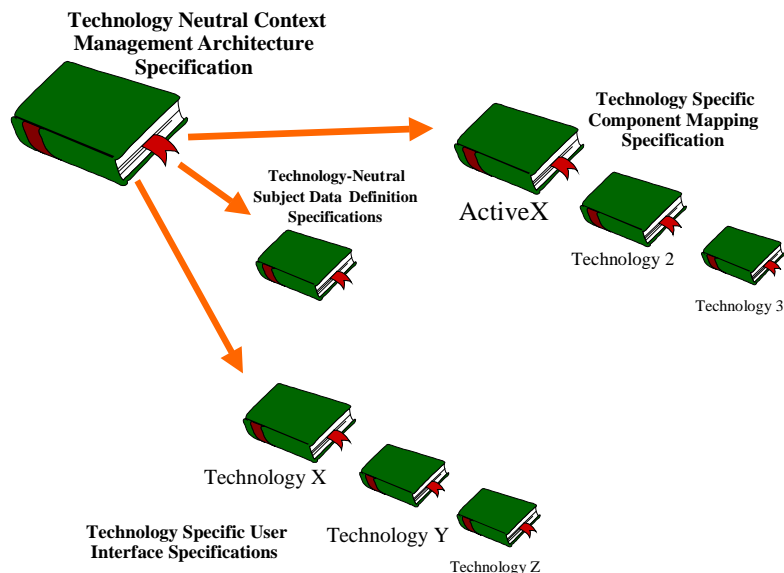 Technology Neutral Context
Management Architecture
Specification
Technology Specific
Component Mapping
Specification
Technology-Neutral
Subject Data Definition
Specifications
ActiveX
Technology 2
Technology 3
Technology X
Technology Y
Technology Z
Technology Specific User
Interface Specifications